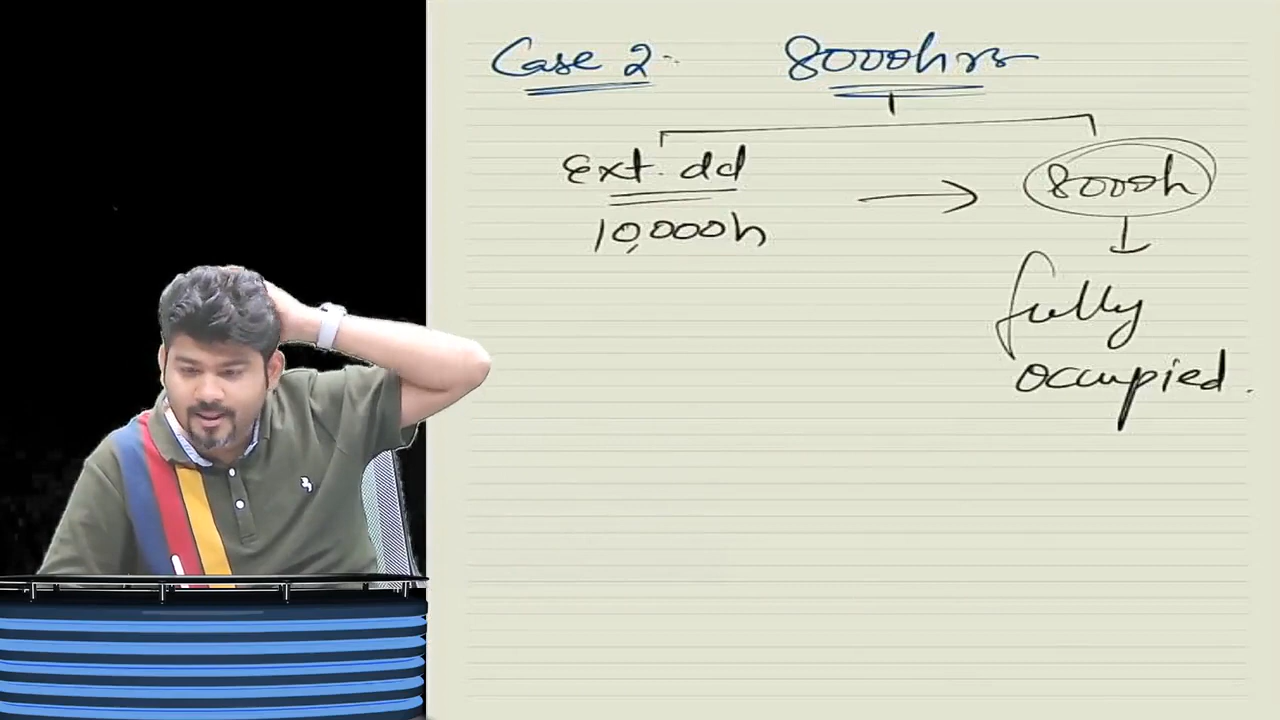 Case 2:- 8000hrs
Ext. dd → 8000h
10,000h
fully
occupied.